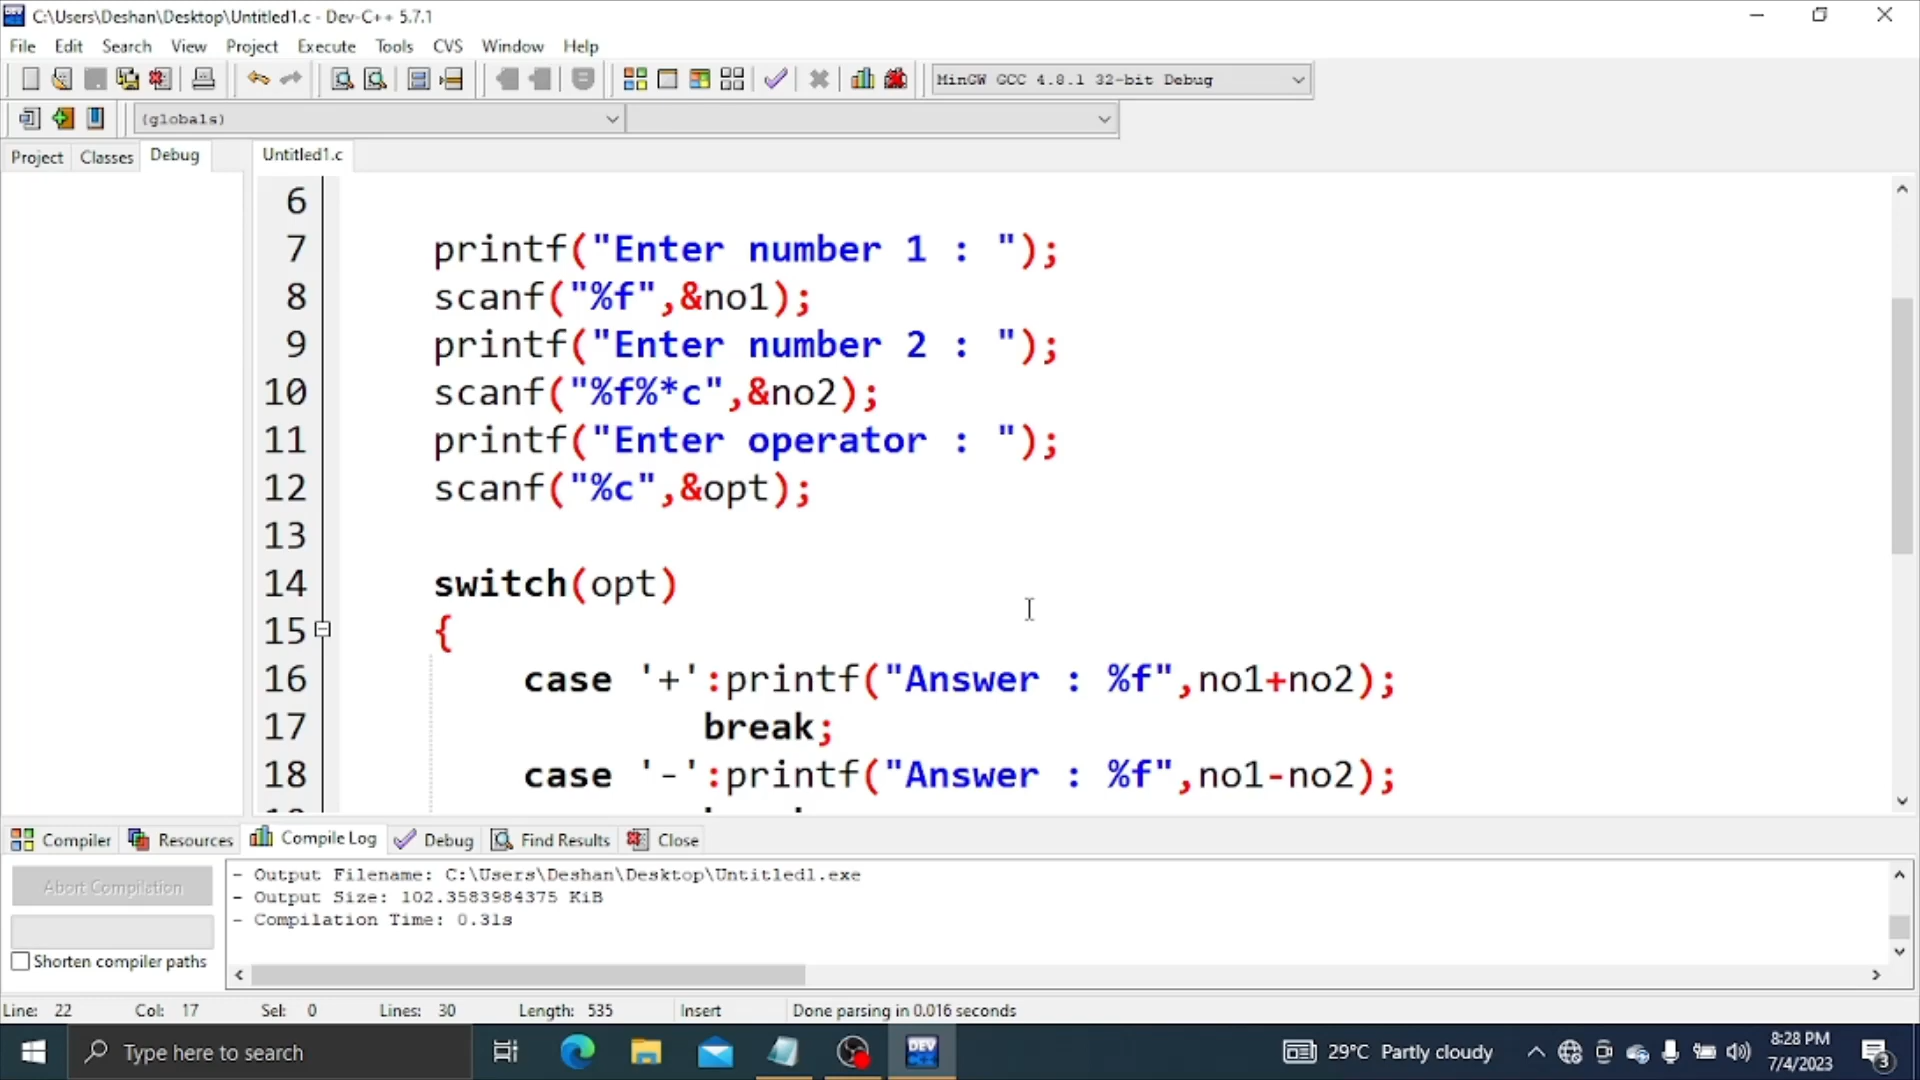 C:\Users\Deshan\Desktop\Untitled1.c - Dev-C++ 5.7.1
File Edit Search View Project Execute Tools CVS Window Help
MinGW GCC 4.8.1 32-bit Debug
(globals)
Project Classes Debug Untitled1.c
6
7 printf("Enter number 1 : ");
8 scanf("%f",&no1);
9 printf("Enter number 2 : ");
10 scanf("%f%*c",&no2);
11 printf("Enter operator : ");
12 scanf("%c",&opt);
13
14 switch(opt)
15 {
16 case '+':printf("Answer : %f",no1+no2);
17 break;
18 case '-':printf("Answer : %f",no1-no2);
Compiler Resources Compile Log Debug Find Results Close
Abort Compilation
Shorten compiler paths
- Output Filename: C:\Users\Deshan\Desktop\Untitled1.exe
- Output Size: 102.3583984375 KiB
- Compilation Time: 0.31s
Line: 22 Col: 17 Sel: 0 Lines: 30 Length: 535 Insert Done parsing in 0.016 seconds
Type here to search
DEV
29°C Partly cloudy
8:28 PM
7/4/2023
3